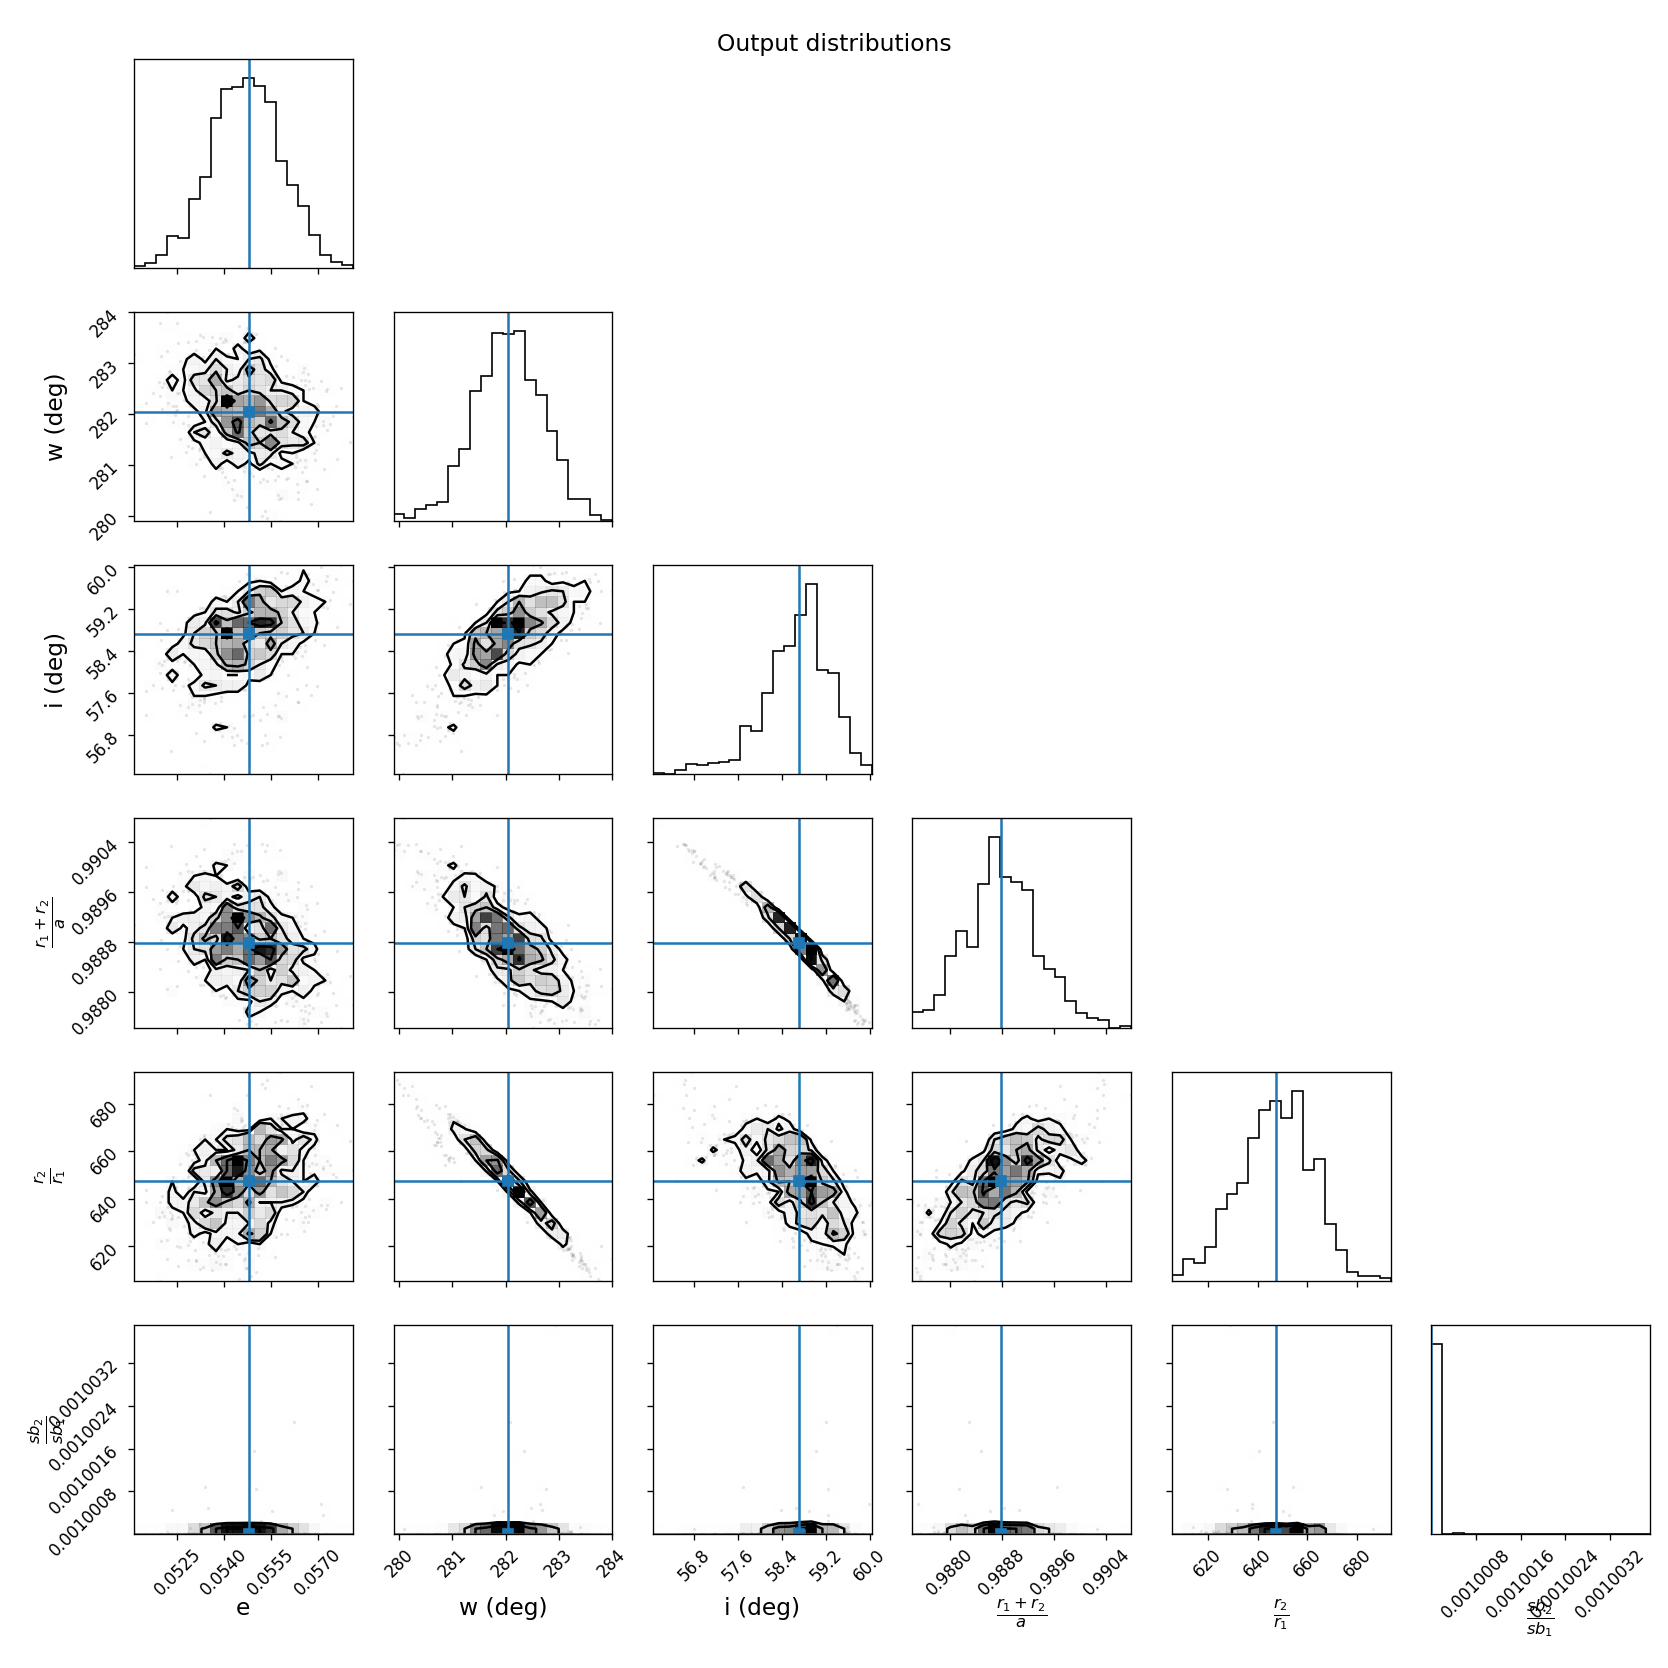 Output distributions
284
283
282
281
280
w (deg)
60.0
59.2
58.4
57.6
56.8
i (deg)
0.9904
0.9896
0.9888
0.9880
r₁ + r₂
a
680
660
640
620
r₂
r₁
0.0010032
0.0010024
0.0010016
0.0010008
sb₂
sb₁
0.0525 0.0540 0.0555 0.0570
280 281 282 283 284
56.8 57.6 58.4 59.2 60.0
0.9880 0.9888 0.9896 0.9904
620 640 660 680
0.0010008 0.0010016 0.0010024 0.0010032
e
w (deg)
i (deg)
r₁ + r₂
a
r₂
r₁
sb₂
sb₁